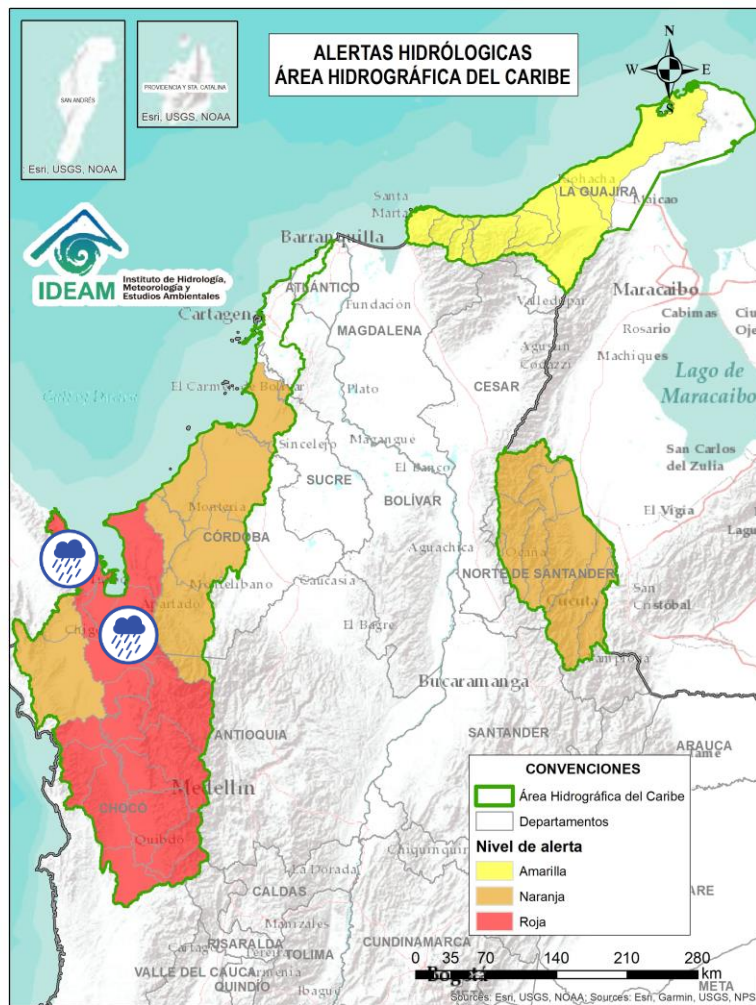 ALERTAS HIDRÓLOGICAS
ÁREA HIDROGRÁFICA DEL CARIBE
N
W
E
S
SAN ANDRÉS
Esri, USGS, NOAA
PROVIDENCIA Y STA. CATALINA
Esri, USGS, NOAA
IDEAM
Instituto de Hidrología,
Meteorología y
Estudios Ambientales
LA GUAJIRA
Maicao
Santa
Marta
Barranquilla
ATLÁNTICO
Fundación
Cartagena
MAGDALENA
Valledupar
Maracaibo
Cabimas
Rosario
Machiques
Agustín
Codazzi
CESAR
Lago de
Maracaibo
El Carmen de Bolívar
Plato
Sincelejo
Magangué
El Banco
SUCRE
BOLÍVAR
San Carlos
del Zulia
El Vigía
Montería
CÓRDOBA
Ocaña
Aguachica
NORTE DE SANTANDER
Montelíbano
Caucasia
Cúcuta
San
Cristóbal
Apartadó
El Bagre
Pamplona
Bucaramanga
ANTIOQUIA
SANTANDER
ARAUCA
Medellín
CHOCÓ
Quibdó
La Dorada
CALDAS
Manizales
RISARALDA
TOLIMA
CUNDINAMARCA
VALLE DEL CAUCA
Armenia
QUINDÍO
Ibagué
Bogotá
META
CONVENCIONES
Área Hidrográfica del Caribe
Departamentos
Nivel de alerta
Amarilla
Naranja
Roja
0 35 70 140 210 280
km
Sources: Esri, USGS, NOAA; Sources: Esri, Garmin, USGS, NPS